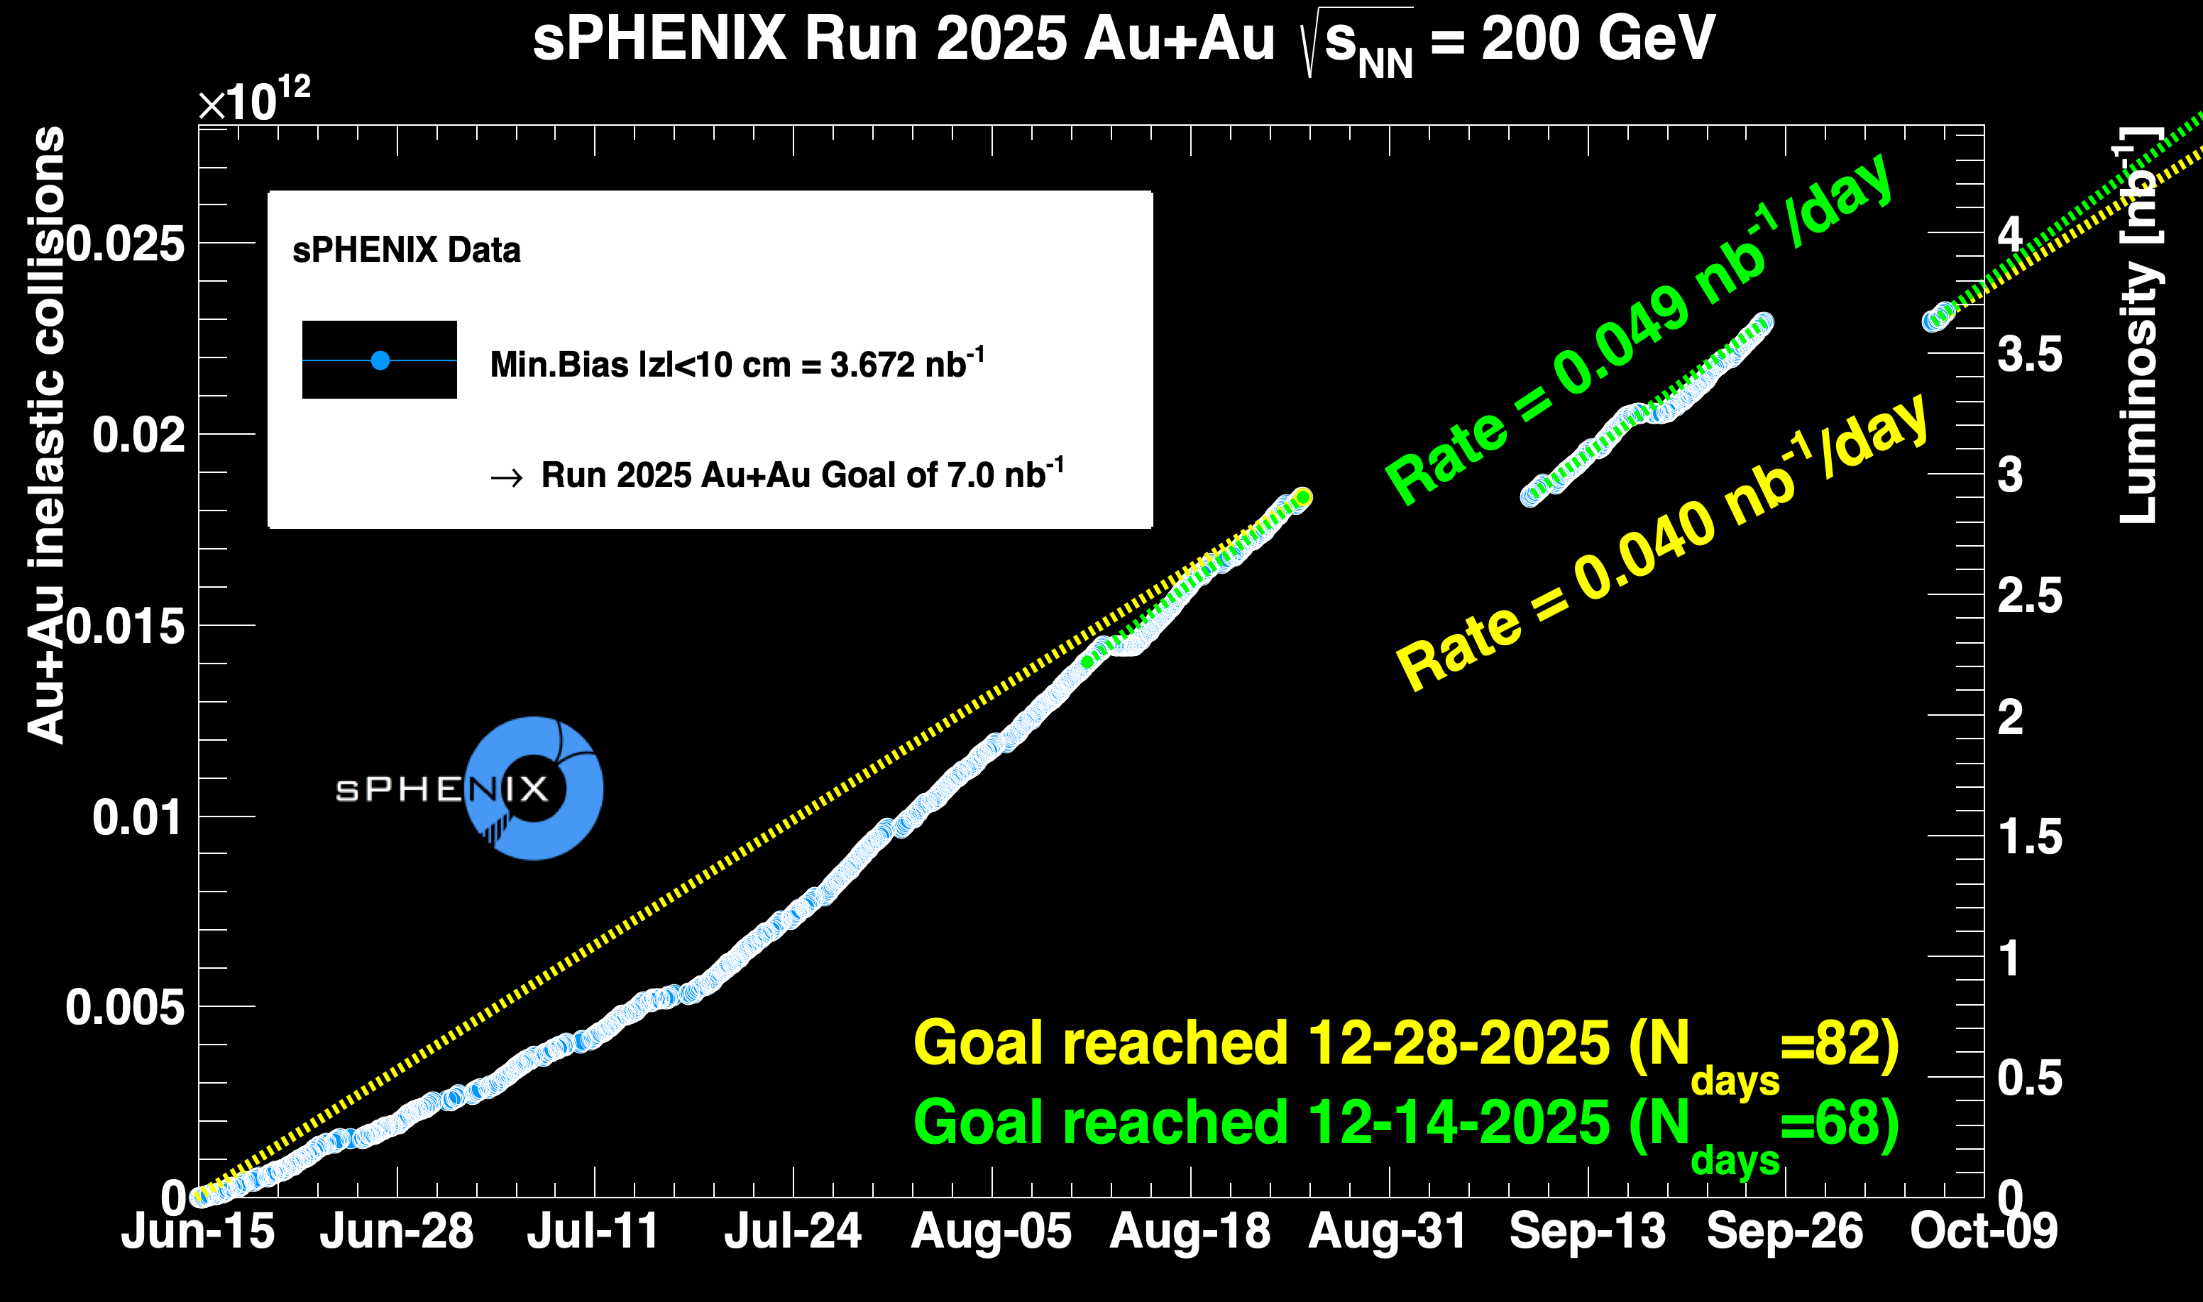 sPHENIX Run 2025 Au+Au √sNN = 200 GeV
×10^12
Au+Au inelastic collisions
0.025
0.02
0.015
0.01
0.005
0
sPHENIX Data
Min.Bias |z|<10 cm = 3.672 nb^-1
→ Run 2025 Au+Au Goal of 7.0 nb^-1
Rate = 0.049 nb^-1/day
Rate = 0.040 nb^-1/day
sPHENIX
Goal reached 12-28-2025 (Ndays=82)
Goal reached 12-14-2025 (Ndays=68)
Luminosity [nb^-1]
4
3.5
3
2.5
2
1.5
1
0.5
0
Jun-15 Jun-28 Jul-11 Jul-24 Aug-05 Aug-18 Aug-31 Sep-13 Sep-26 Oct-09